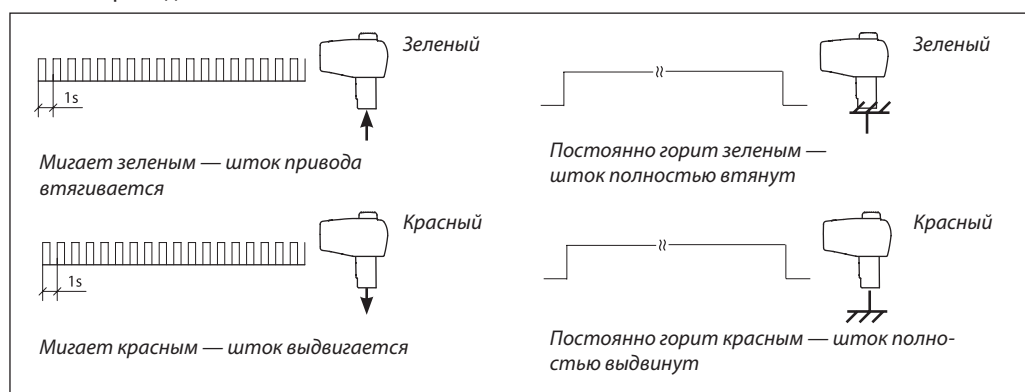 Зеленый
1s
Мигает зеленым — шток привода
втягивается
Зеленый
Постоянно горит зеленым —
шток полностью втянут
Красный
1s
Мигает красным — шток выдвигается
Красный
Постоянно горит красным — шток полно-
стью выдвинут